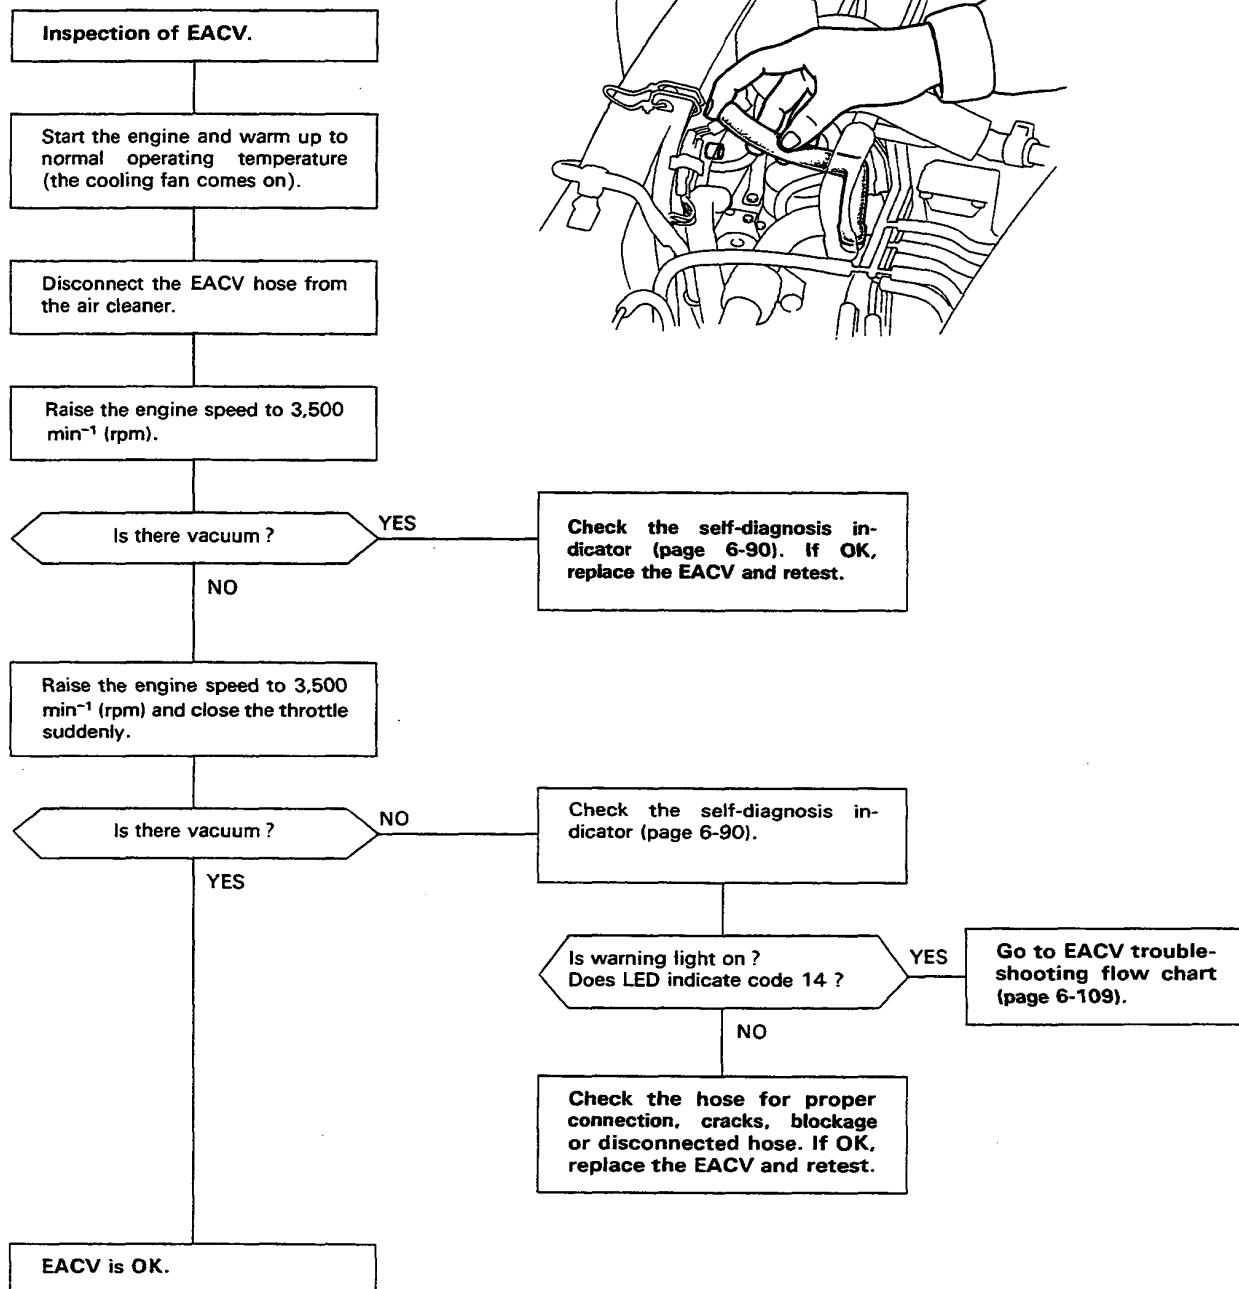 Inspection of EACV.
Start the engine and warm up to
normal operating temperature
(the cooling fan comes on).
Disconnect the EACV hose from
the air cleaner.
Raise the engine speed to 3,500
min⁻¹ (rpm).
Is there vacuum ?
YES
Check the self-diagnosis in-
dicator (page 6-90). If OK,
replace the EACV and retest.
NO
Raise the engine speed to 3,500
min⁻¹ (rpm) and close the throttle
suddenly.
Is there vacuum ?
NO
Check the self-diagnosis in-
dicator (page 6-90).
YES
Is warning light on ?
Does LED indicate code 14 ?
YES
Go to EACV trouble-
shooting flow chart
(page 6-109).
NO
Check the hose for proper
connection, cracks, blockage
or disconnected hose. If OK,
replace the EACV and retest.
EACV is OK.